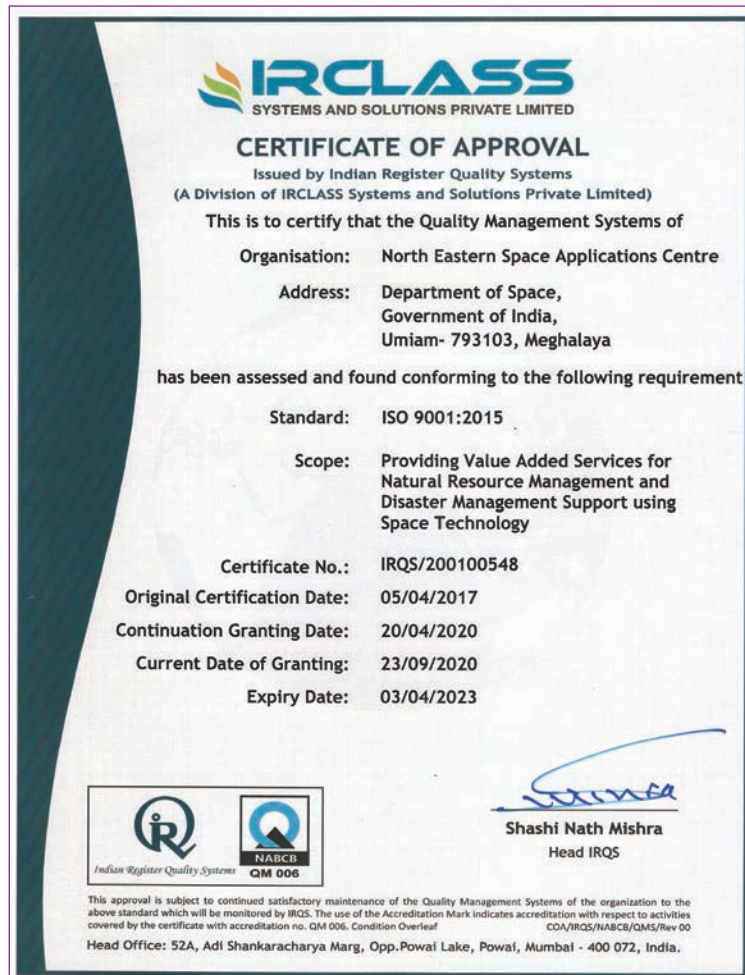 IRCLASS
SYSTEMS AND SOLUTIONS PRIVATE LIMITED
CERTIFICATE OF APPROVAL
Issued by Indian Register Quality Systems
(A Division of IRCLASS Systems and Solutions Private Limited)
This is to certify that the Quality Management Systems of
Organisation: North Eastern Space Applications Centre
Address: Department of Space,
Government of India,
Umiam- 793103, Meghalaya
has been assessed and found conforming to the following requirement
Standard: ISO 9001:2015
Scope: Providing Value Added Services for
Natural Resource Management and
Disaster Management Support using
Space Technology
Certificate No.: IRQS/200100548
Original Certification Date: 05/04/2017
Continuation Granting Date: 20/04/2020
Current Date of Granting: 23/09/2020
Expiry Date: 03/04/2023
Shashi Nath Mishra
Head IRQS
IR
Indian Register Quality Systems
NABCB
QM 006
This approval is subject to continued satisfactory maintenance of the Quality Management Systems of the organization to the
above standard which will be monitored by IRQS. The use of the Accreditation Mark indicates accreditation with respect to activities
covered by the certificate with accreditation no. QM 006. Condition Overleaf COA/IRQS/NABCB/QMS/Rev 00
Head Office: 52A, Adi Shankaracharya Marg, Opp.Powai Lake, Powai, Mumbai - 400 072, India.